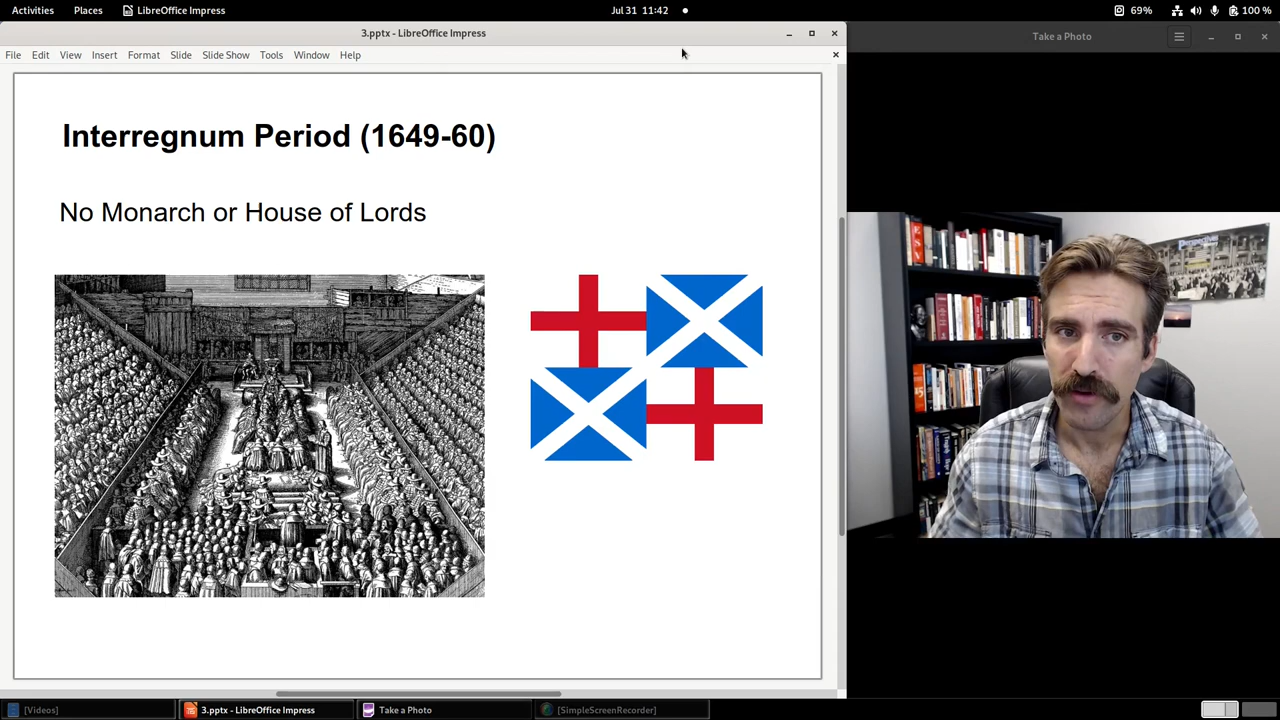 Activities Places LibreOffice Impress Jul 31 11:42 69% 100 %
3.pptx - LibreOffice Impress
Take a Photo
File Edit View Insert Format Slide Slide Show Tools Window Help
Interregnum Period (1649-60)
No Monarch or House of Lords
[Videos] 3.pptx - LibreOffice Impress Take a Photo [SimpleScreenRecorder]